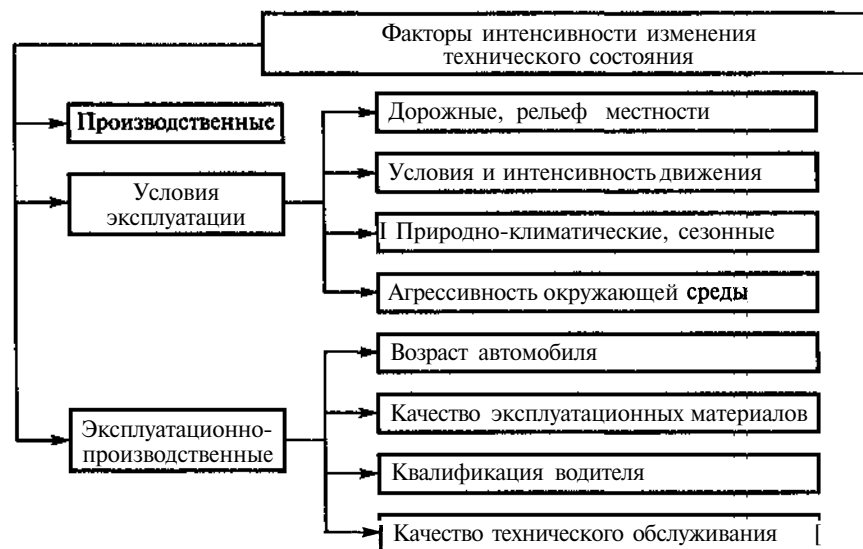 Факторы интенсивности изменения
технического состояния
Производственные
Условия
эксплуатации
Дорожные, рельеф местности
Условия и интенсивность движения
Природно-климатические, сезонные
Агрессивность окружающей среды
Эксплуатационно-
производственные
Возраст автомобиля
Качество эксплуатационных материалов
Квалификация водителя
Качество технического обслуживания